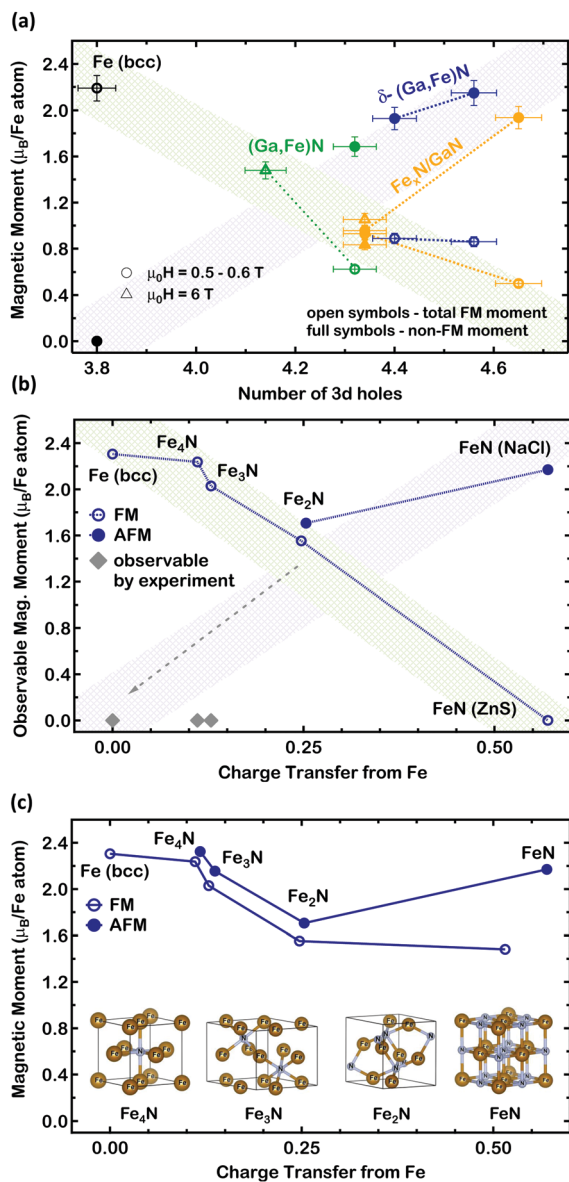 (a)
Magnetic Moment (μB/Fe atom)
2.4
2.0
1.6
1.2
0.8
0.4
0.0
Fe (bcc)
δ- (Ga,Fe)N
(Ga,Fe)N
FexN/GaN
μ0H = 0.5 - 0.6 T
μ0H = 6 T
open symbols - total FM moment
full symbols - non-FM moment
3.8 4.0 4.2 4.4 4.6
Number of 3d holes
(b)
Observable Mag. Moment (μB/Fe atom)
2.4
2.0
1.6
1.2
0.8
0.4
0.0
Fe4N
FeN (NaCl)
Fe (bcc)
Fe3N
Fe2N
FM
AFM
observable
by experiment
FeN (ZnS)
0.00 0.25 0.50
Charge Transfer from Fe
(c)
Magnetic Moment (μB/Fe atom)
2.4
2.0
1.6
1.2
0.8
0.4
0.0
Fe4N
Fe (bcc)
Fe3N
Fe2N
FeN
FM
AFM
Fe4N Fe3N Fe2N FeN
0.00 0.25 0.50
Charge Transfer from Fe